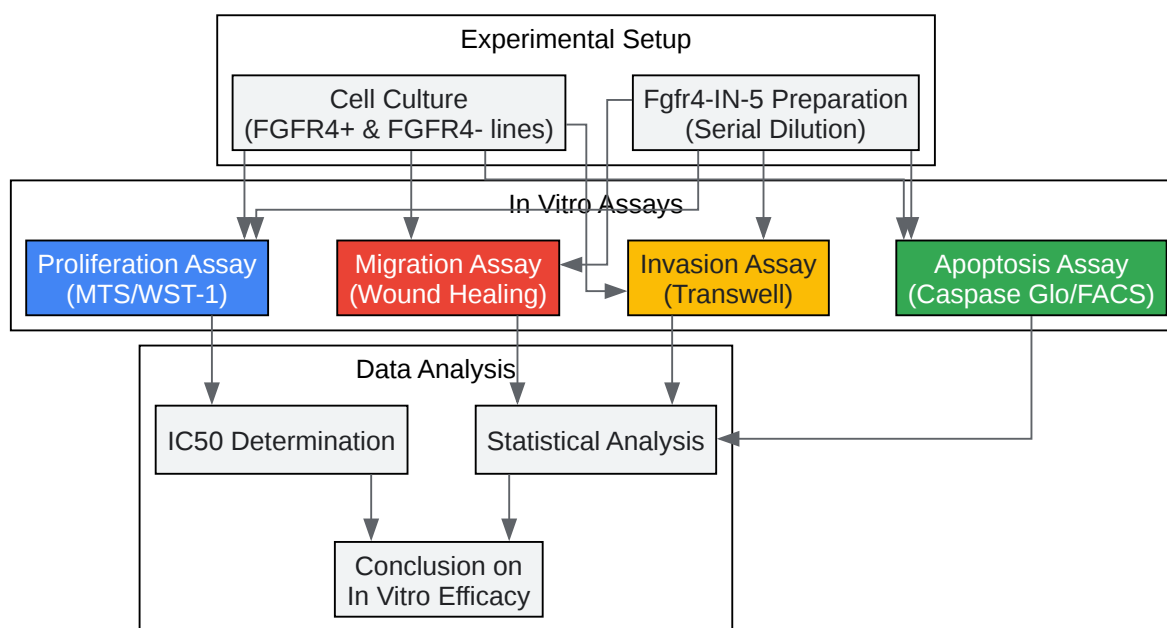 Experimental Setup
Cell Culture
(FGFR4+ & FGFR4- lines)
Fgfr4-IN-5 Preparation
(Serial Dilution)
In Vitro Assays
Proliferation Assay
(MTS/WST-1)
Migration Assay
(Wound Healing)
Invasion Assay
(Transwell)
Apoptosis Assay
(Caspase Glo/FACS)
Data Analysis
IC50 Determination
Statistical Analysis
Conclusion on
In Vitro Efficacy